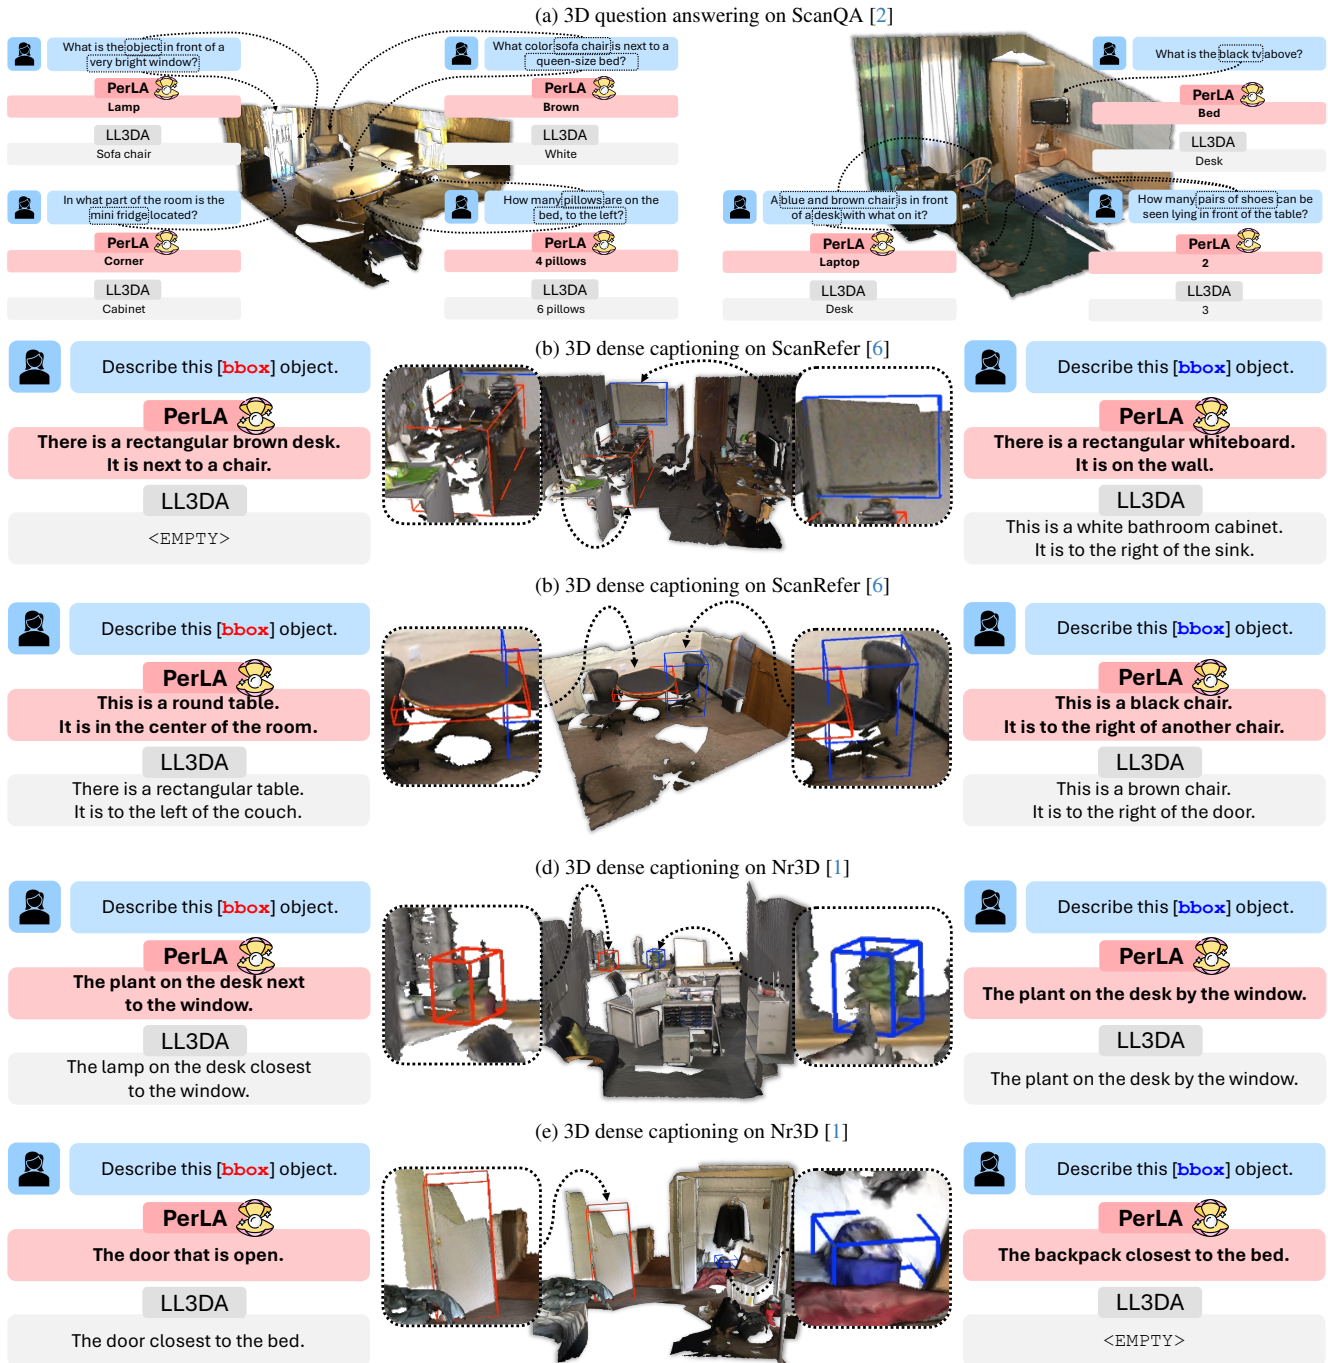 (a) 3D question answering on ScanQA [2]
What is the object in front of a
very bright window?
PerLA
Lamp
LL3DA
Sofa chair
What color sofa chair is next to a
queen-size bed?
PerLA
Brown
LL3DA
White
What is the black tv above?
PerLA
Bed
LL3DA
Desk
In what part of the room is the
mini fridge located?
PerLA
Corner
LL3DA
Cabinet
How many pillows are on the
bed, to the left?
PerLA
4 pillows
LL3DA
6 pillows
A blue and brown chair is in front
of a desk with what on it?
PerLA
Laptop
LL3DA
Desk
How many pairs of shoes can be
seen lying in front of the table?
PerLA
2
LL3DA
3
(b) 3D dense captioning on ScanRefer [6]
Describe this [bbox] object.
PerLA
There is a rectangular brown desk.
It is next to a chair.
LL3DA
<EMPTY>
Describe this [bbox] object.
PerLA
There is a rectangular whiteboard.
It is on the wall.
LL3DA
This is a white bathroom cabinet.
It is to the right of the sink.
(b) 3D dense captioning on ScanRefer [6]
Describe this [bbox] object.
PerLA
This is a round table.
It is in the center of the room.
LL3DA
There is a rectangular table.
It is to the left of the couch.
Describe this [bbox] object.
PerLA
This is a black chair.
It is to the right of another chair.
LL3DA
This is a brown chair.
It is to the right of the door.
(d) 3D dense captioning on Nr3D [1]
Describe this [bbox] object.
PerLA
The plant on the desk next
to the window.
LL3DA
The lamp on the desk closest
to the window.
Describe this [bbox] object.
PerLA
The plant on the desk by the window.
LL3DA
The plant on the desk by the window.
(e) 3D dense captioning on Nr3D [1]
Describe this [bbox] object.
PerLA
The door that is open.
LL3DA
The door closest to the bed.
Describe this [bbox] object.
PerLA
The backpack closest to the bed.
LL3DA
<EMPTY>